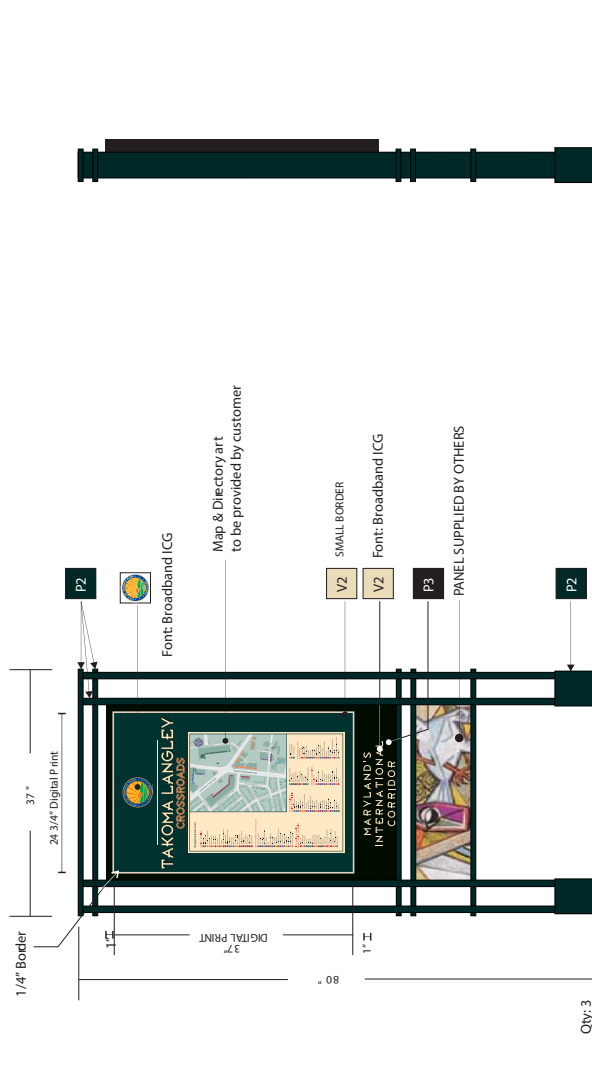 37 "
24 3/4" Digital Print
1/4" Border
P2
Font: Broadband ICG
Map & Directory art
to be provided by customer
V2
SMALL BORDER
V2
Font: Broadband ICG
P3
PANEL SUPPLIED BY OTHERS
P2
TAKOMA LANGLEY
CROSSROADS
MARYLAND'S
INTERNATIONAL
CORRIDOR
1"
37"
DIGITAL PRINT
1"
80 "
Qty: 3